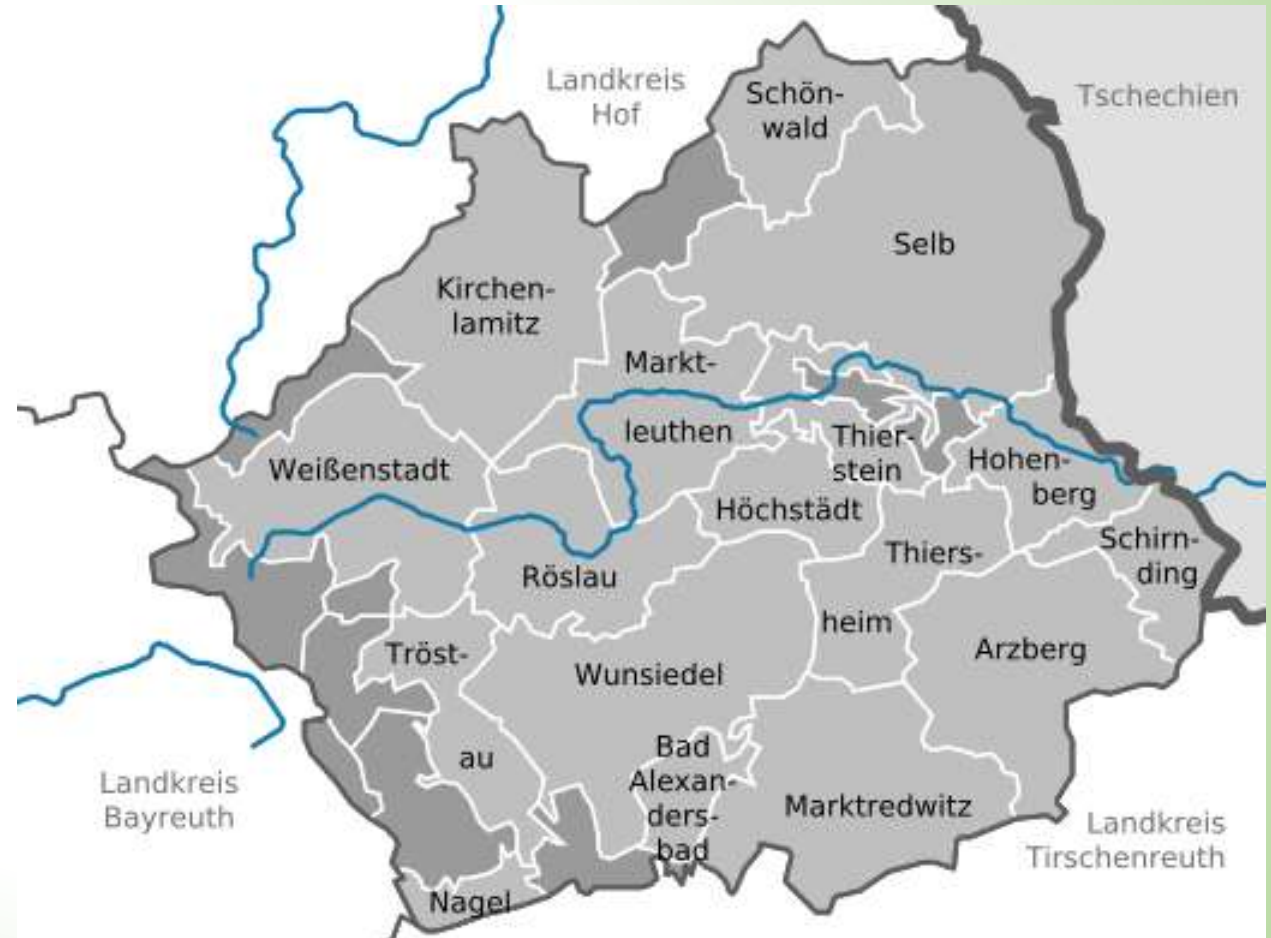 Landkreis
Hof
Schön-
wald
Tschechien
Selb
Kirchen-
lamitz
Markt-
leuthen
Thier-
stein
Hohen-
berg
Weißenstadt
Höchstädt
Schirn-
ding
Thiers-
heim
Röslau
Tröst-
au
Wunsiedel
Arzberg
Bad
Alexan-
ders-
bad
Marktredwitz
Landkreis
Bayreuth
Landkreis
Tirschenreuth
Nagel